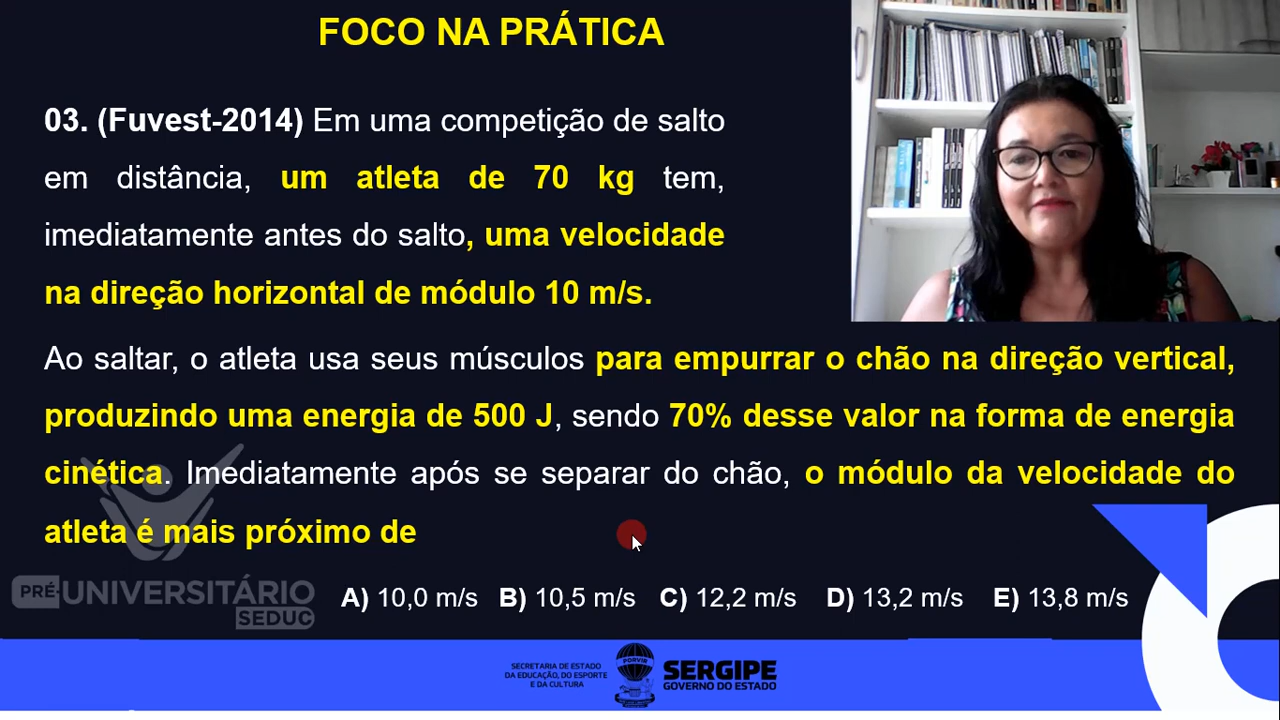 FOCO NA PRÁTICA
03. (Fuvest-2014) Em uma competição de salto
em distância, um atleta de 70 kg tem,
imediatamente antes do salto, uma velocidade
na direção horizontal de módulo 10 m/s.
Ao saltar, o atleta usa seus músculos para empurrar o chão na direção vertical,
produzindo uma energia de 500 J, sendo 70% desse valor na forma de energia
cinética. Imediatamente após se separar do chão, o módulo da velocidade do
atleta é mais próximo de
A) 10,0 m/s B) 10,5 m/s C) 12,2 m/s D) 13,2 m/s E) 13,8 m/s
PRÉ-UNIVERSITÁRIO
SEDUC
SECRETARIA DE ESTADO
DA EDUCAÇÃO, DO ESPORTE
E DA CULTURA
PORVIR
SERGIPE
GOVERNO DO ESTADO